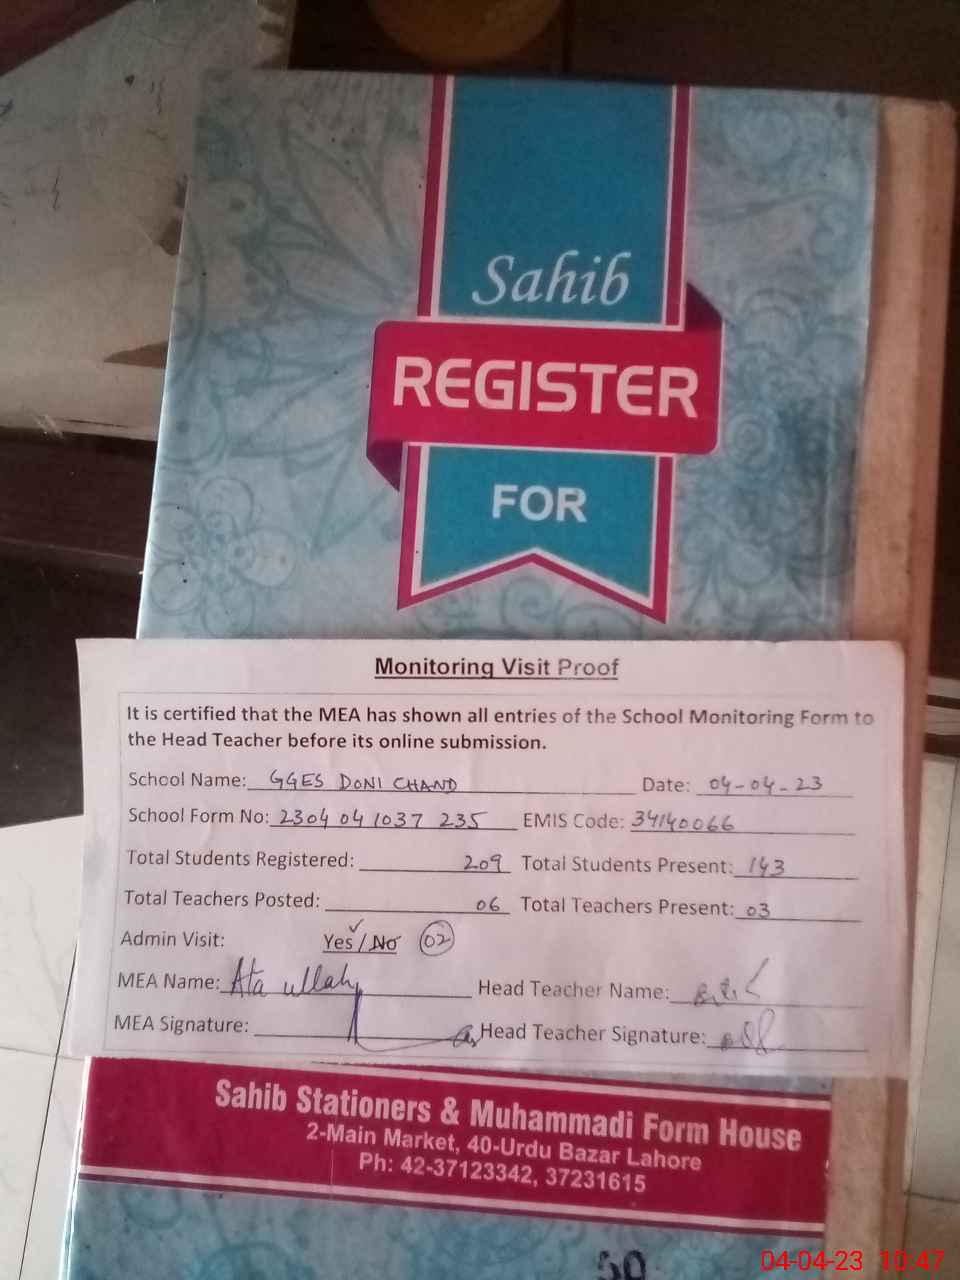 Sahib
REGISTER
FOR
Monitoring Visit Proof
It is certified that the MEA has shown all entries of the School Monitoring Form to
the Head Teacher before its online submission.
School Name: GGES DONI CHAND Date: 04-04-23
School Form No: 2304 04 1037 235 EMIS Code: 34140066
Total Students Registered: 209 Total Students Present: 143
Total Teachers Posted: 06 Total Teachers Present: 03
Admin Visit: Yes/No 02
MEA Name: Ata ullah Head Teacher Name:
MEA Signature: Head Teacher Signature:
Sahib Stationers & Muhammadi Form House
2-Main Market, 40-Urdu Bazar Lahore
Ph: 42-37123342, 37231615
04-04-23 10:47